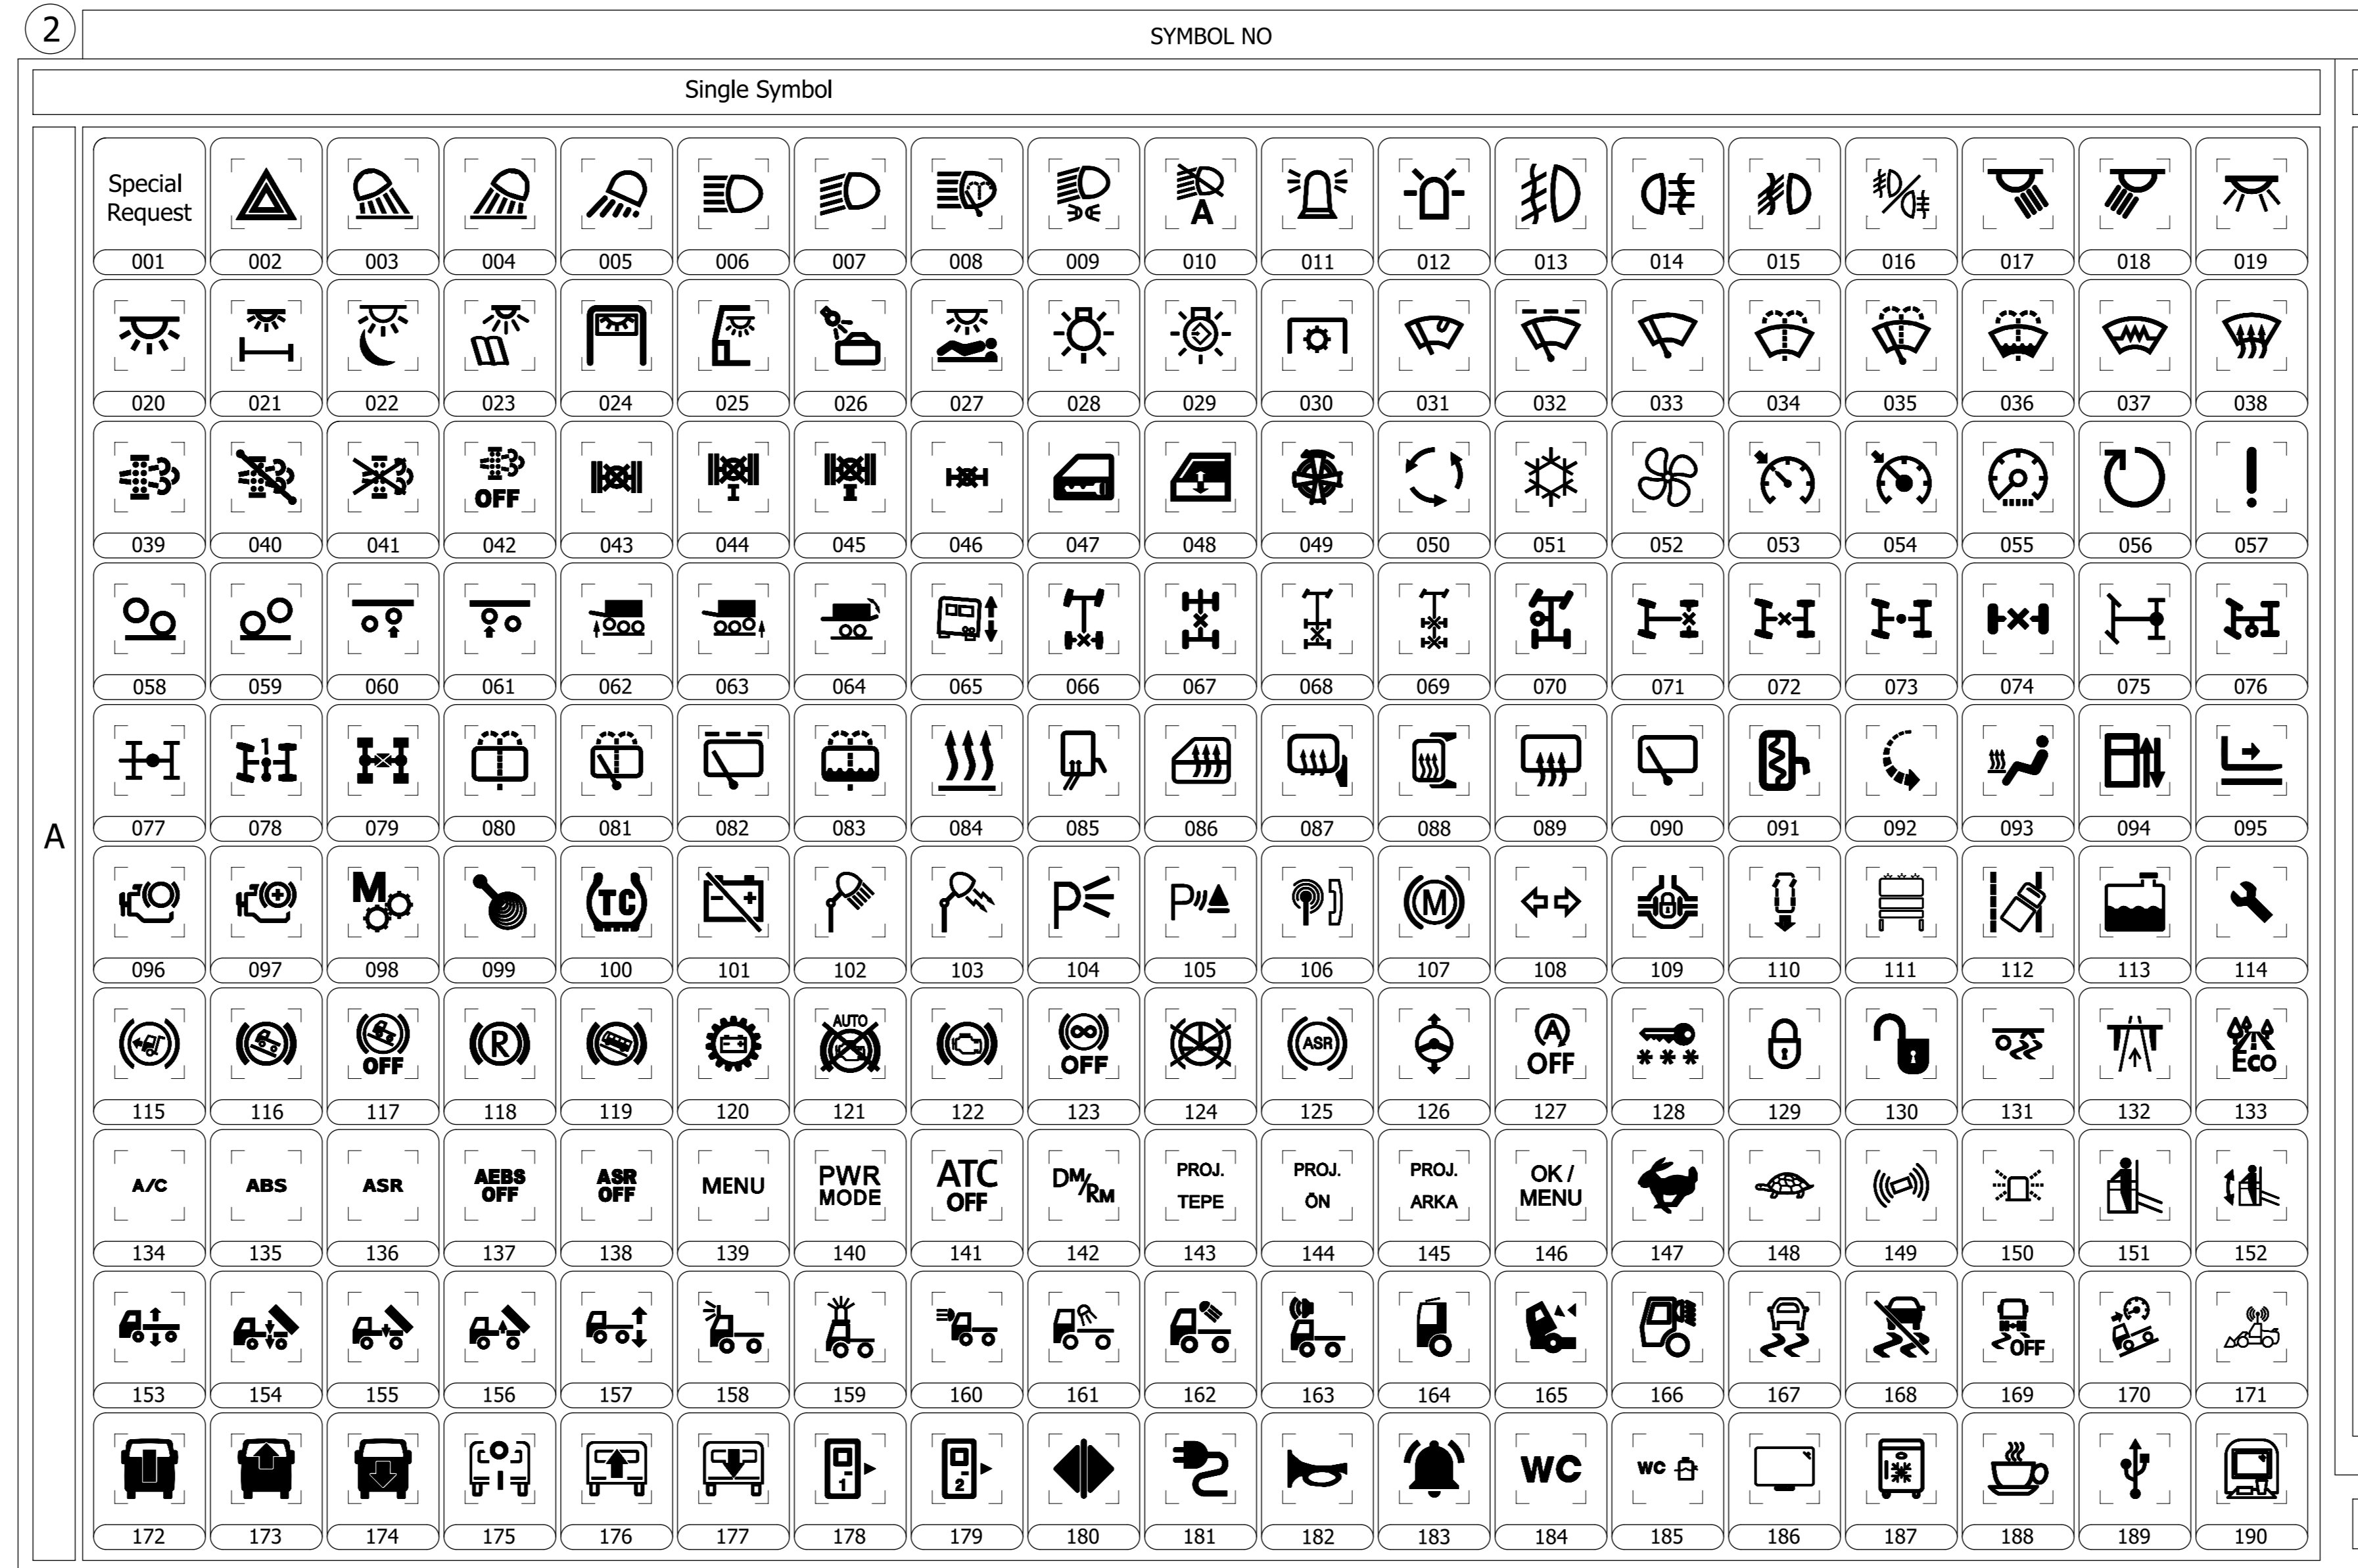 2
SYMBOL NO
Single Symbol
A
Special
Request
A
001 002 003 004 005 006 007 008 009 010 011 012 013 014 015 016 017 018 019
020 021 022 023 024 025 026 027 028 029 030 031 032 033 034 035 036 037 038
OFF
039 040 041 042 043 044 045 046 047 048 049 050 051 052 053 054 055 056 057
058 059 060 061 062 063 064 065 066 067 068 069 070 071 072 073 074 075 076
1
077 078 079 080 081 082 083 084 085 086 087 088 089 090 091 092 093 094 095
M TC P P M
096 097 098 099 100 101 102 103 104 105 106 107 108 109 110 111 112 113 114
OFF R AUTO OFF ASR A OFF *** ECO
115 116 117 118 119 120 121 122 123 124 125 126 127 128 129 130 131 132 133
A/C ABS ASR AEBS OFF ASR OFF MENU PWR MODE ATC OFF DM/RM PROJ. TEPE PROJ. ÖN PROJ. ARKA OK / MENU
134 135 136 137 138 139 140 141 142 143 144 145 146 147 148 149 150 151 152
OFF
153 154 155 156 157 158 159 160 161 162 163 164 165 166 167 168 169 170 171
1 2 WC WC
172 173 174 175 176 177 178 179 180 181 182 183 184 185 186 187 188 189 190